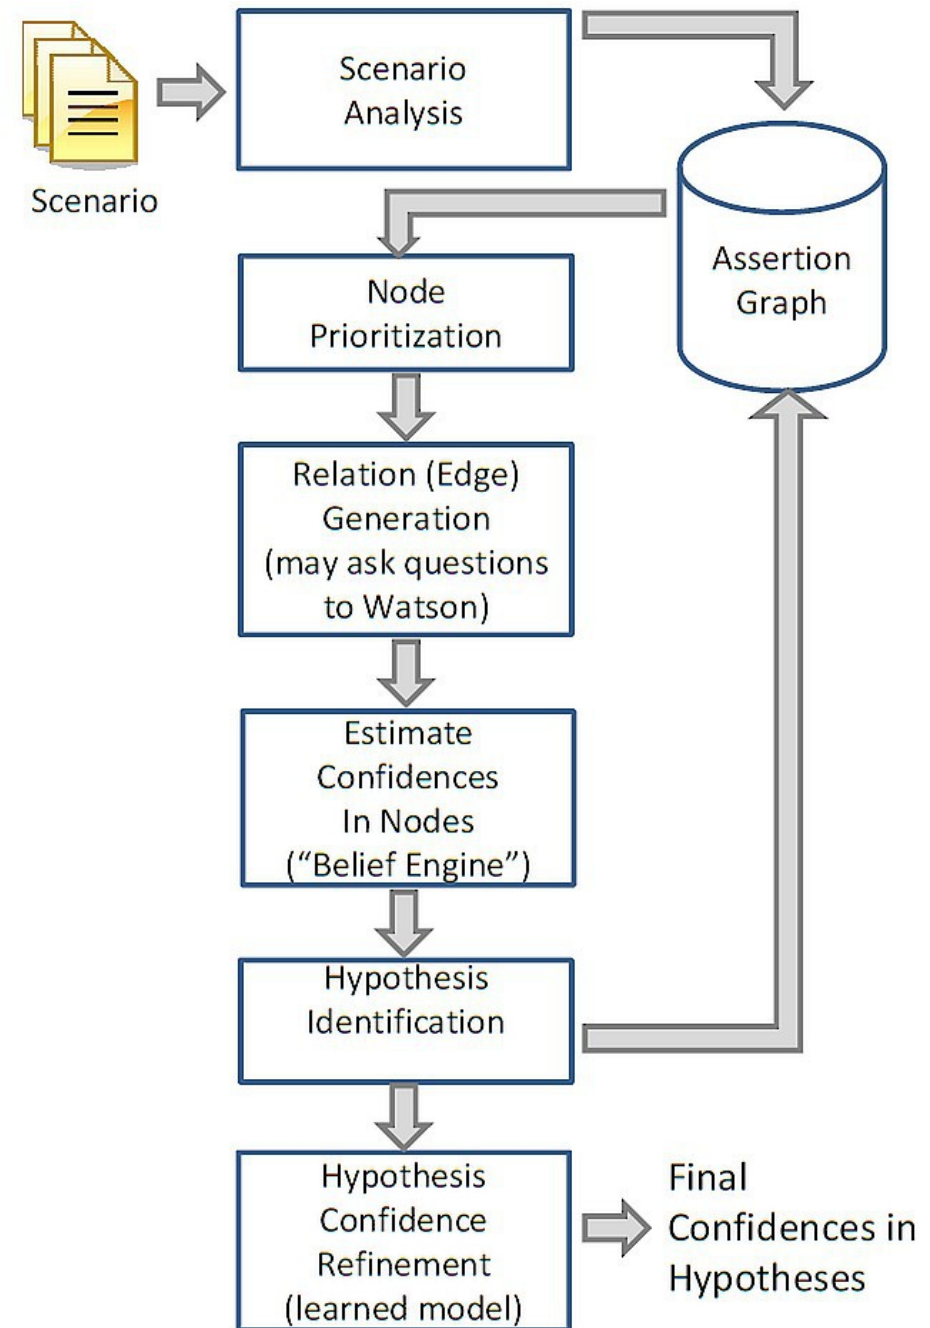 Scenario
Analysis
Scenario
Assertion
Graph
Node
Prioritization
Relation (Edge)
Generation
(may ask questions
to Watson)
Estimate
Confidences
In Nodes
(“Belief Engine”)
Hypothesis
Identification
Hypothesis
Confidence
Refinement
(learned model)
Final
Confidences in
Hypotheses